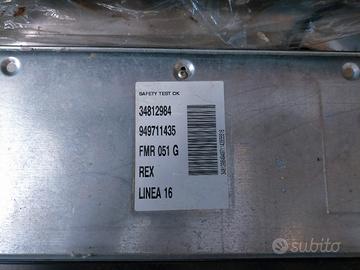 SAFETY TEST OK
34812984
949711435
FMR 051 G
REX
LINEA 16
subito